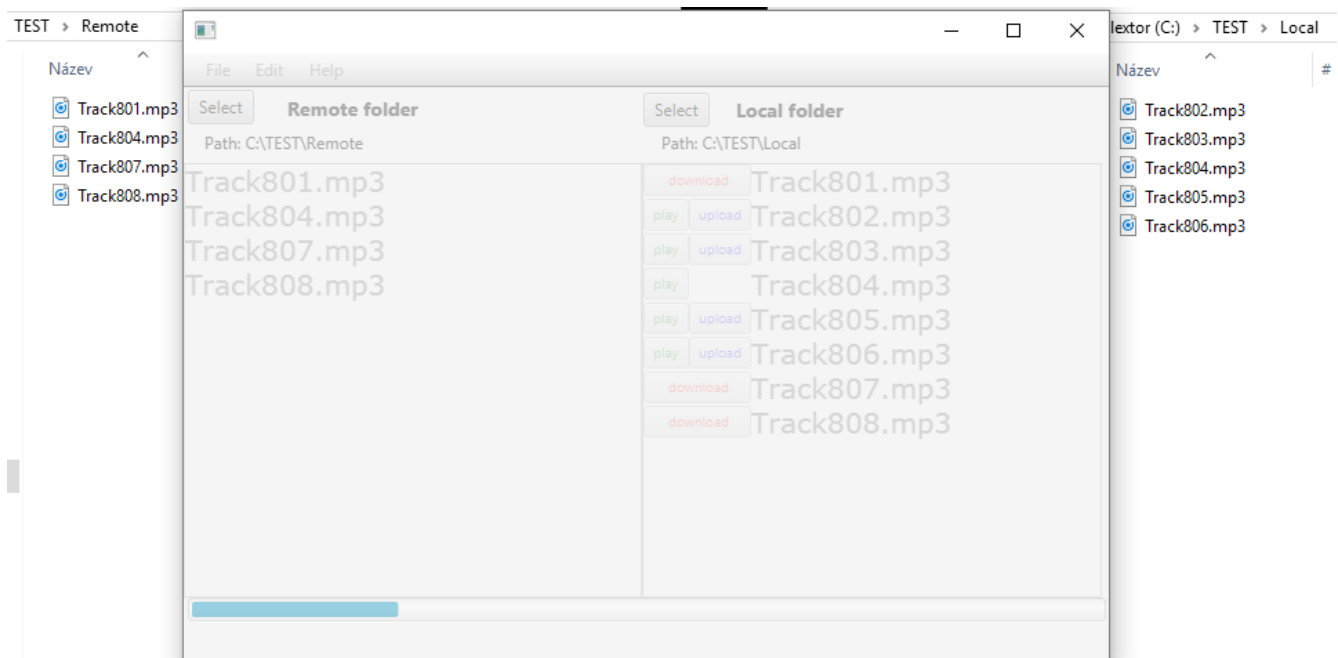 TEST > Remote
Název
Track801.mp3
Track804.mp3
Track807.mp3
Track808.mp3
File Edit Help
Select Remote folder
Path: C:\TEST\Remote
Track801.mp3
Track804.mp3
Track807.mp3
Track808.mp3
Select Local folder
Path: C:\TEST\Local
download Track801.mp3
play upload Track802.mp3
play upload Track803.mp3
play Track804.mp3
play upload Track805.mp3
play upload Track806.mp3
download Track807.mp3
download Track808.mp3
lextor (C:) > TEST > Local
Název #
Track802.mp3
Track803.mp3
Track804.mp3
Track805.mp3
Track806.mp3